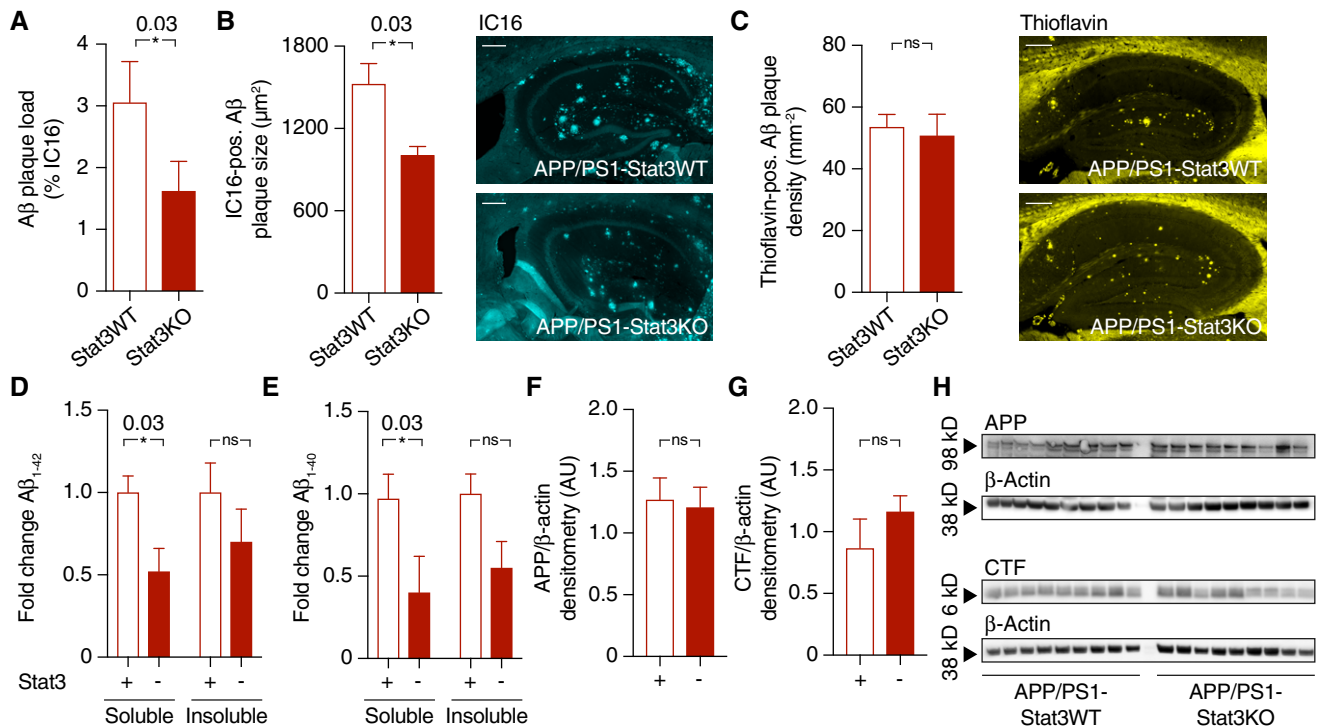 A
0.03
*
Aβ plaque load
(% IC16)
4
3
2
1
0
Stat3WT
Stat3KO
B
0.03
*
IC16-pos. Aβ
plaque size (µm²)
1800
1200
600
0
Stat3WT
Stat3KO
IC16
APP/PS1-Stat3WT
APP/PS1-Stat3KO
C
ns
Thioflavin-pos. Aβ plaque
density (mm-2)
80
60
40
20
0
Stat3WT
Stat3KO
Thioflavin
APP/PS1-Stat3WT
APP/PS1-Stat3KO
D
Fold change Aβ1-42
1.5
1.0
0.5
0
0.03
*
ns
Stat3
+ - + -
Soluble Insoluble
E
Fold change Aβ1-40
1.5
1.0
0.5
0
0.03
*
ns
+ - + -
Soluble Insoluble
F
APP/β-actin
densitometry (AU)
2.0
1.5
1.0
0.5
0
ns
+ -
G
CTF/β-actin
densitometry (AU)
2.0
1.5
1.0
0.5
0
ns
+ -
H
APP
98 kD
β-Actin
38 kD
CTF
6 kD
β-Actin
38 kD
APP/PS1-
Stat3WT
APP/PS1-
Stat3KO